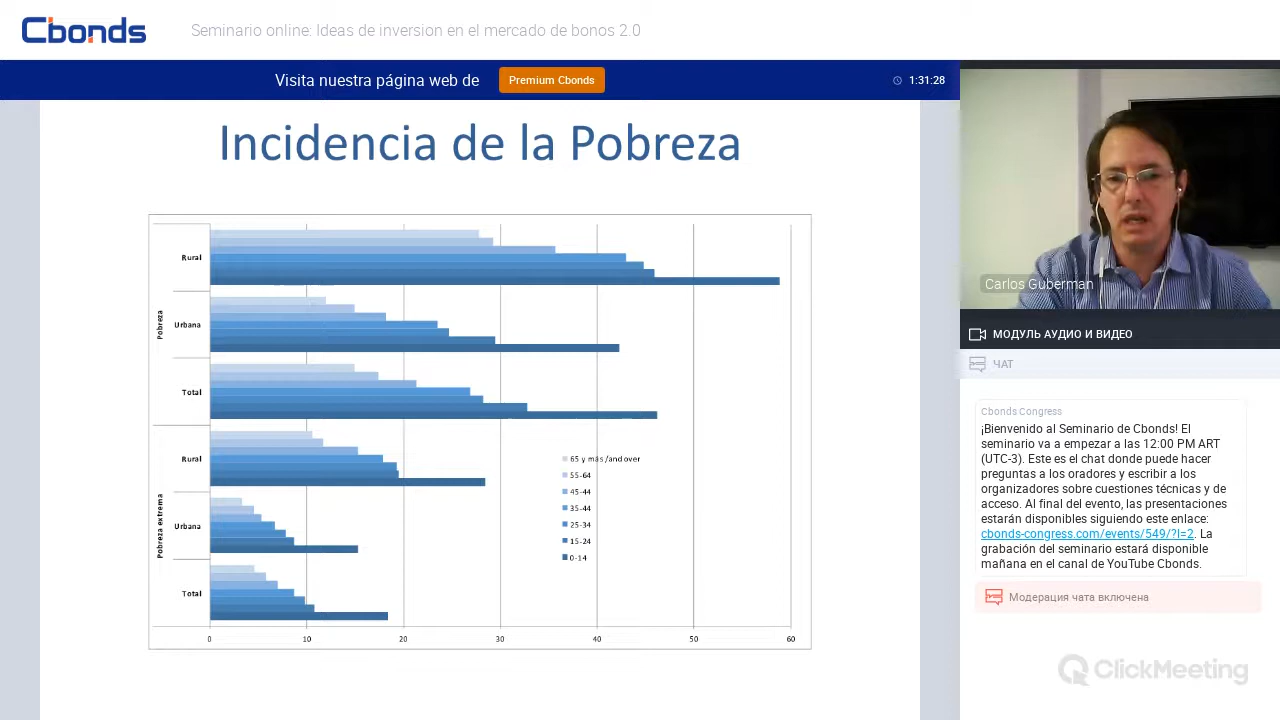 Cbonds
Seminario online: Ideas de inversion en el mercado de bonos 2.0
Visita nuestra página web de
Premium Cbonds
1:31:28
Incidencia de la Pobreza
Pobreza
Rural
Urbana
Total
Pobreza extrema
Rural
Urbana
Total
65 y más /and over
55-64
45-44
35-44
25-34
15-24
0-14
0 10 20 30 40 50 60
Carlos Guberman
МОДУЛЬ АУДИО И ВИДЕО
ЧАТ
Cbonds Congress
¡Bienvenido al Seminario de Cbonds! El
seminario va a empezar a las 12:00 PM ART
(UTC-3). Este es el chat donde puede hacer
preguntas a los oradores y escribir a los
organizadores sobre cuestiones técnicas y de
acceso. Al final del evento, las presentaciones
estarán disponibles siguiendo este enlace:
cbonds-congress.com/events/549/?l=2. La
grabación del seminario estará disponible
mañana en el canal de YouTube Cbonds.
Модерация чата включена
ClickMeeting